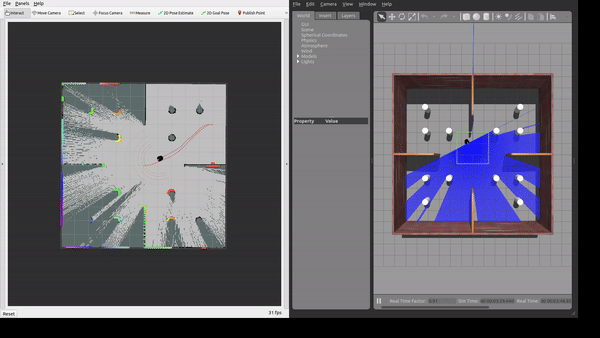 File Panels Help
Interact Move Camera Select Focus Camera Measure 2D Pose Estimate 2D Goal Pose Publish Point
Reset
31 fps
File Edit Camera View Window Help
World Insert Layers
GUI
Scene
Spherical Coordinates
Physics
Atmosphere
Wind
Models
Lights
Property Value
Real Time Factor:
Sim Time:
Real Time: